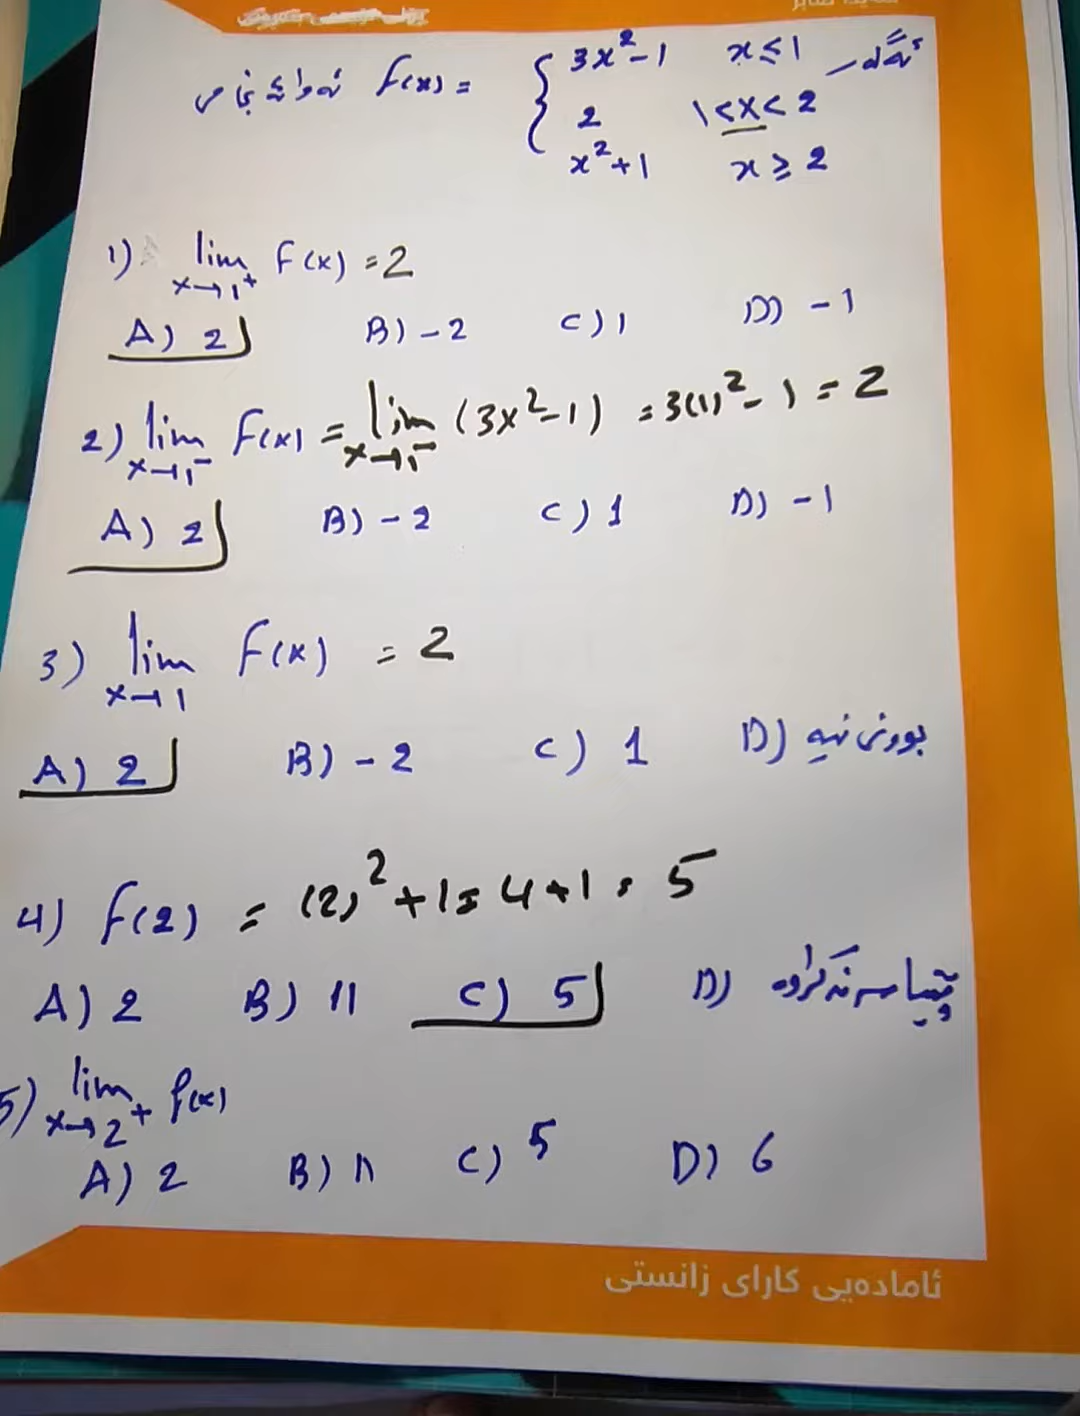 ئەگەر f(x) = { 3x²-1 x ≤ 1
2 1 < x < 2
x²+1 x ≥ 2
1) lim x→1⁺ f(x) = 2
A) 2 B) -2 C) 1 D) -1
2) lim x→1⁻ f(x) = lim x→1⁻ (3x²-1) = 3(1)²-1 = 2
A) 2 B) -2 C) 1 D) -1
3) lim x→1 f(x) = 2
A) 2 B) -2 C) 1 D) بوونی نیە
4) f(2) = (2)²+1 = 4+1 = 5
A) 2 B) 11 C) 5 D) پێناسە نەکراوە
5) lim x→2⁺ f(x)
A) 2 B) 11 C) 5 D) 6
ئامادەیی کارای زانستی